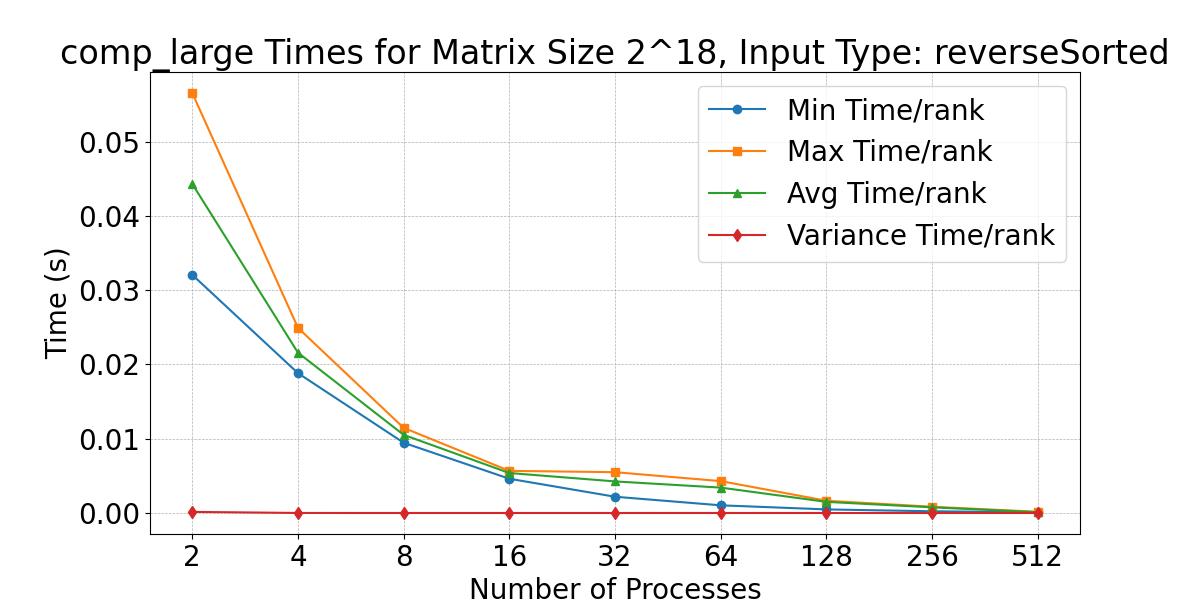 comp_large Times for Matrix Size 2^18, Input Type: reverseSorted
Min Time/rank
Max Time/rank
Avg Time/rank
Variance Time/rank
Time (s)
0.05
0.04
0.03
0.02
0.01
0.00
2 4 8 16 32 64 128 256 512
Number of Processes